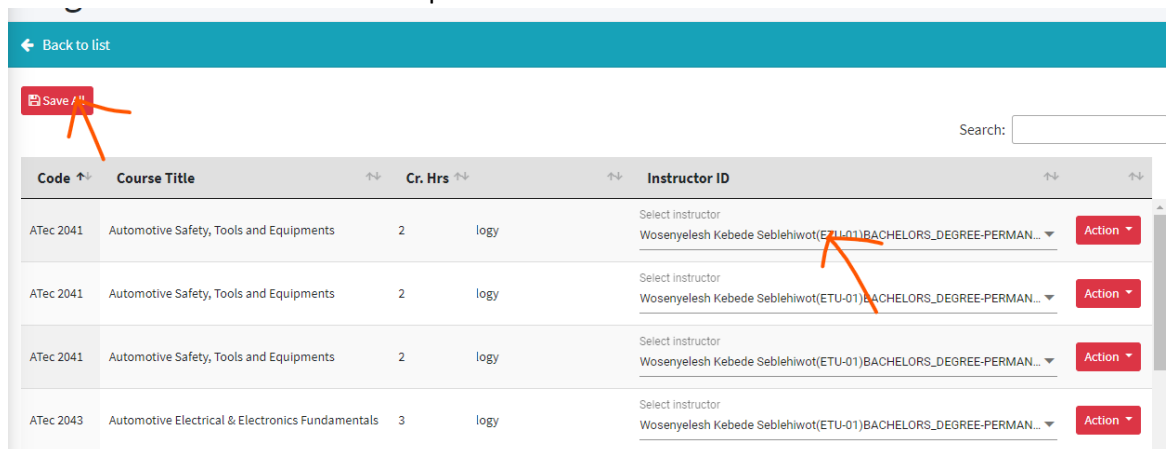 Back to list
Save All
Search:
Code Course Title Cr. Hrs Instructor ID
Select instructor
ATec 2041 Automotive Safety, Tools and Equipments 2 logy Wosenyelesh Kebede Seblehiwot(ETU-01)BACHELORS_DEGREE-PERMAN... Action
Select instructor
ATec 2041 Automotive Safety, Tools and Equipments 2 logy Wosenyelesh Kebede Seblehiwot(ETU-01)BACHELORS_DEGREE-PERMAN... Action
Select instructor
ATec 2041 Automotive Safety, Tools and Equipments 2 logy Wosenyelesh Kebede Seblehiwot(ETU-01)BACHELORS_DEGREE-PERMAN... Action
Select instructor
ATec 2043 Automotive Electrical & Electronics Fundamentals 3 logy Wosenyelesh Kebede Seblehiwot(ETU-01)BACHELORS_DEGREE-PERMAN... Action